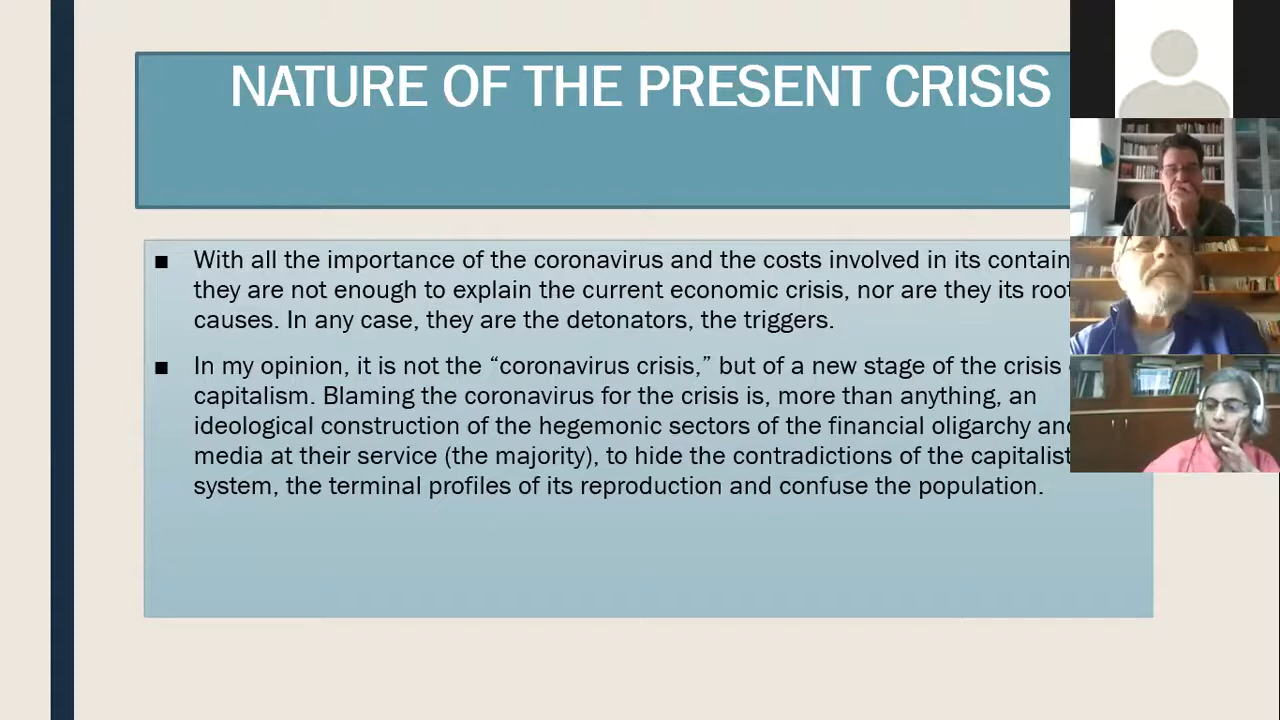 NATURE OF THE PRESENT CRISIS
■ With all the importance of the coronavirus and the costs involved in its contain
they are not enough to explain the current economic crisis, nor are they its root
causes. In any case, they are the detonators, the triggers.
■ In my opinion, it is not the “coronavirus crisis,” but of a new stage of the crisis
capitalism. Blaming the coronavirus for the crisis is, more than anything, an
ideological construction of the hegemonic sectors of the financial oligarchy and
media at their service (the majority), to hide the contradictions of the capitalist
system, the terminal profiles of its reproduction and confuse the population.